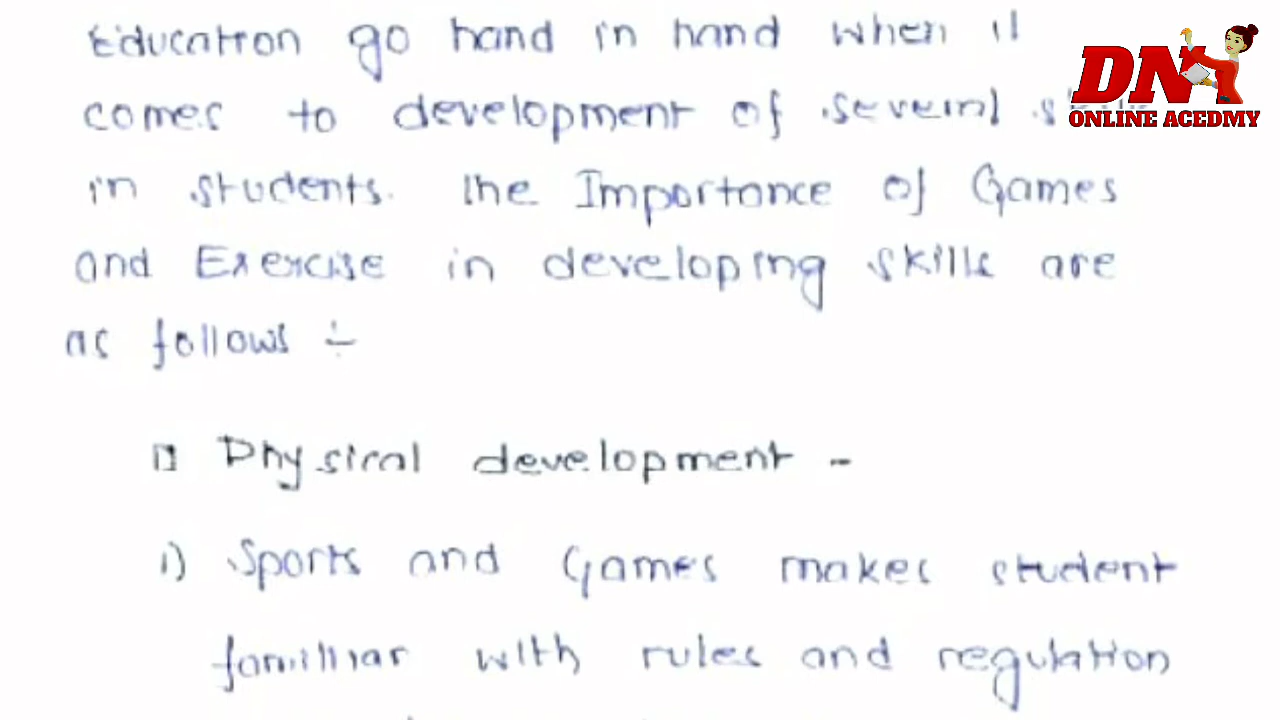 Education go hand in hand when it
comes to development of several
in students. The Importance of Games
and Exercise in developing skills are
as follows :-
1] Physical development -
1) Sports and Games makes student
familiar with rules and regulation
DN
ONLINE ACEDMY